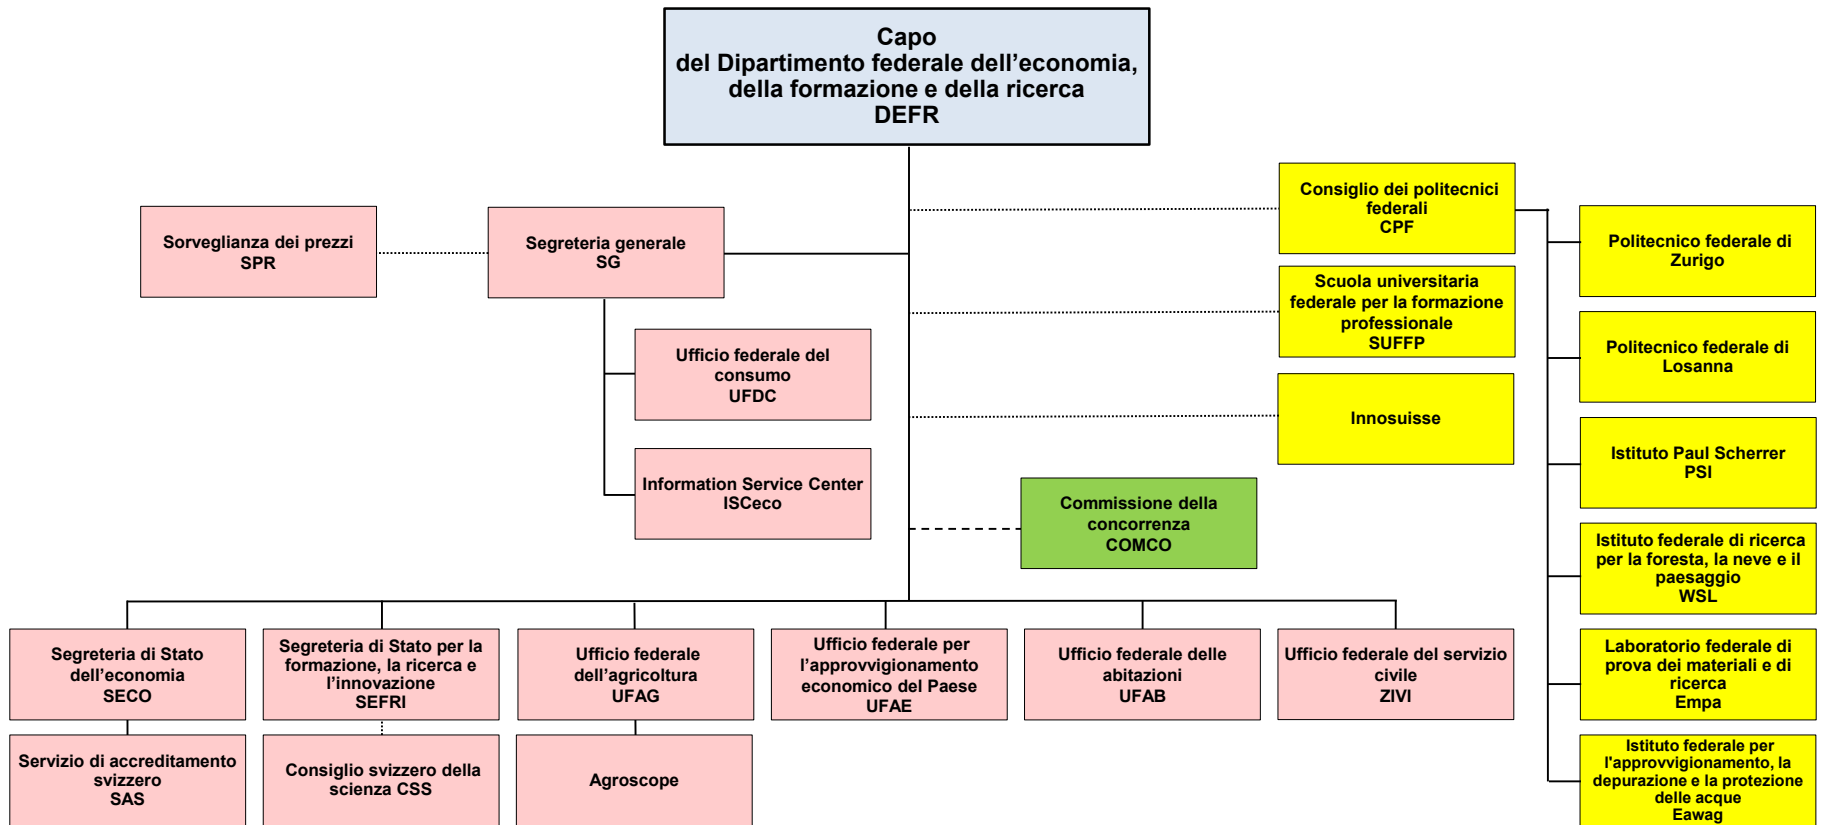 Capo
del Dipartimento federale dell’economia,
della formazione e della ricerca
DEFR
Consiglio dei politecnici
federali
CPF
Sorveglianza dei prezzi
SPR
Segreteria generale
SG
Politecnico federale di
Zurigo
Scuola universitaria
federale per la formazione
professionale
SUFFP
Ufficio federale del
consumo
UFDC
Politecnico federale di
Losanna
Innosuisse
Istituto Paul Scherrer
PSI
Information Service Center
ISCeco
Commissione della
concorrenza
COMCO
Istituto federale di ricerca
per la foresta, la neve e il
paesaggio
WSL
Segreteria di Stato
dell’economia
SECO
Segreteria di Stato per la
formazione, la ricerca e
l’innovazione
SEFRI
Ufficio federale
dell’agricoltura
UFAG
Ufficio federale per
l’approvvigionamento
economico del Paese
UFAE
Ufficio federale delle
abitazioni
UFAB
Ufficio federale del servizio
civile
ZIVI
Laboratorio federale di
prova dei materiali e di
ricerca
Empa
Servizio di accreditamento
svizzero
SAS
Consiglio svizzero della
scienza CSS
Agroscope
Istituto federale per
l'approvvigionamento, la
depurazione e la protezione
delle acque
Eawag